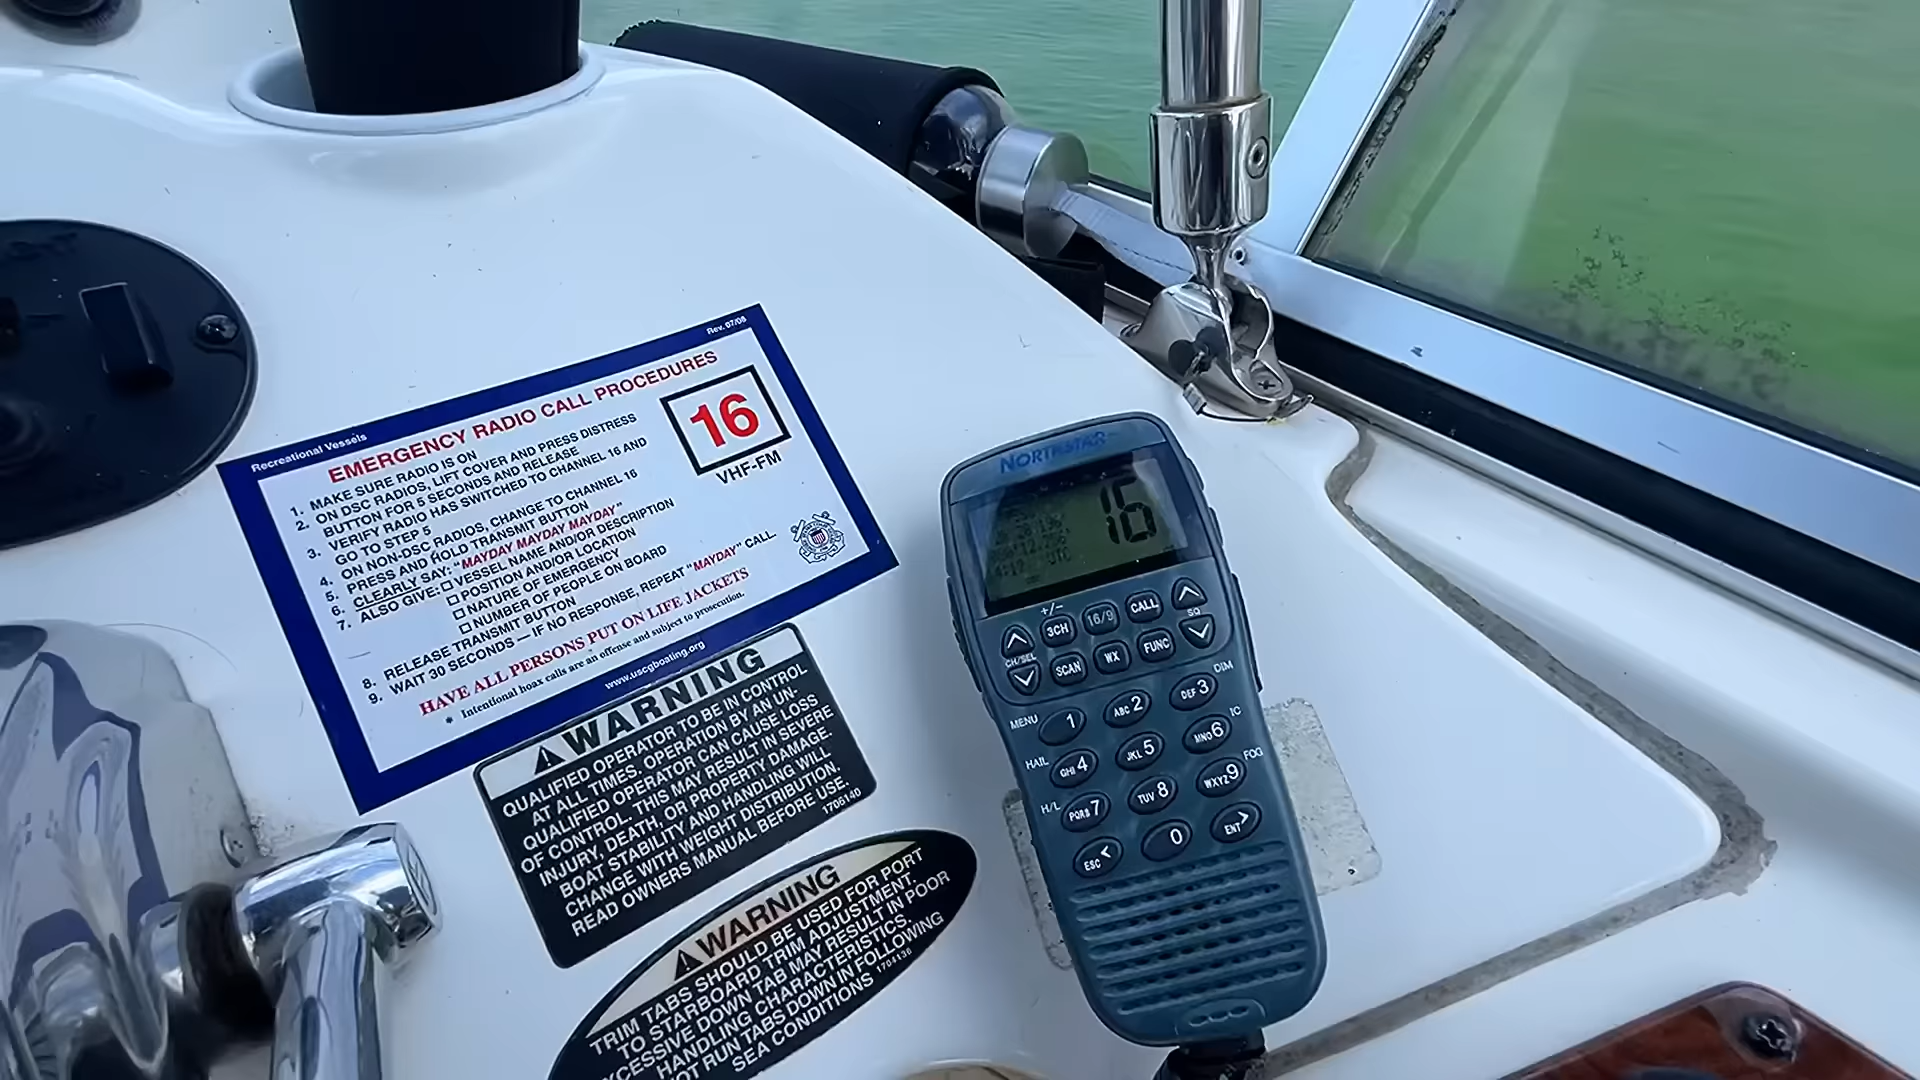 Rev. 07/08
Recreational Vessels
EMERGENCY RADIO CALL PROCEDURES
1. MAKE SURE RADIO IS ON
2. ON DSC RADIOS, LIFT COVER AND PRESS DISTRESS
BUTTON FOR 5 SECONDS AND RELEASE
3. VERIFY RADIO HAS SWITCHED TO CHANNEL 16 AND
GO TO STEP 5
4. ON NON-DSC RADIOS, CHANGE TO CHANNEL 16
5. PRESS AND HOLD TRANSMIT BUTTON
6. CLEARLY SAY: "MAYDAY MAYDAY MAYDAY"
7. ALSO GIVE: □ VESSEL NAME AND/OR DESCRIPTION
□ POSITION AND/OR LOCATION
□ NATURE OF EMERGENCY
□ NUMBER OF PEOPLE ON BOARD
8. RELEASE TRANSMIT BUTTON
9. WAIT 30 SECONDS — IF NO RESPONSE, REPEAT "MAYDAY" CALL.
HAVE ALL PERSONS PUT ON LIFE JACKETS
* Intentional hoax calls are an offense and subject to prosecution.
www.uscgboating.org
16
VHF-FM
WARNING
QUALIFIED OPERATOR TO BE IN CONTROL
AT ALL TIMES. OPERATION BY AN UN-
QUALIFIED OPERATOR CAN CAUSE LOSS
OF CONTROL. THIS MAY RESULT IN SEVERE
INJURY, DEATH, OR PROPERTY DAMAGE.
BOAT STABILITY AND HANDLING WILL
CHANGE WITH WEIGHT DISTRIBUTION.
READ OWNERS MANUAL BEFORE USE.
1706140
WARNING
TRIM TABS SHOULD BE USED FOR PORT
TO STARBOARD TRIM ADJUSTMENT.
EXCESSIVE DOWN TAB MAY RESULT IN POOR
HANDLING CHARACTERISTICS.
NOT RUN TABS DOWN IN FOLLOWING
SEA CONDITIONS 1704136
NORTHSTAR
16
UTC
+/-
3CH 16/9 CALL
CH/SEL SQ
SCAN WX FUNC
MENU 1 ABC 2 DEF 3 DIM
HAIL GHI 4 JKL 5 MNO 6 IC
H/L PQRS 7 TUV 8 WXYZ 9 FOG
ESC < 0 ENT >